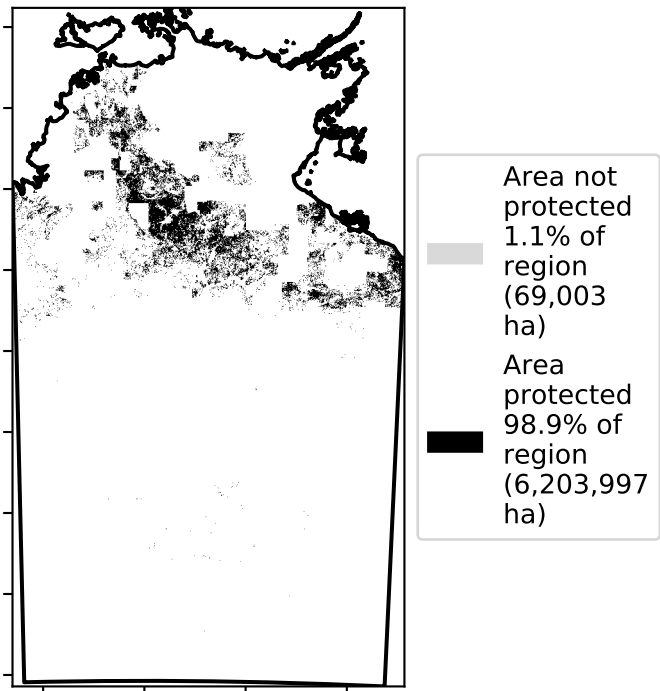 Area not
protected
1.1% of
region
(69,003
ha)
Area
protected
98.9% of
region
(6,203,997
ha)